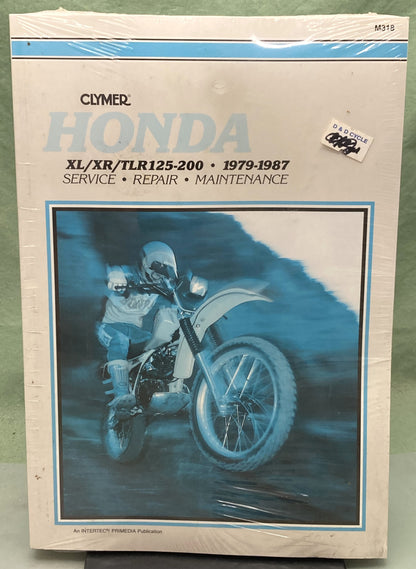 M318
CLYMER®
HONDA
D & D CYCLE
XL/XR/TLR125-200 • 1979-1987
SERVICE • REPAIR • MAINTENANCE
An INTERTEC® PRIMEDIA Publication